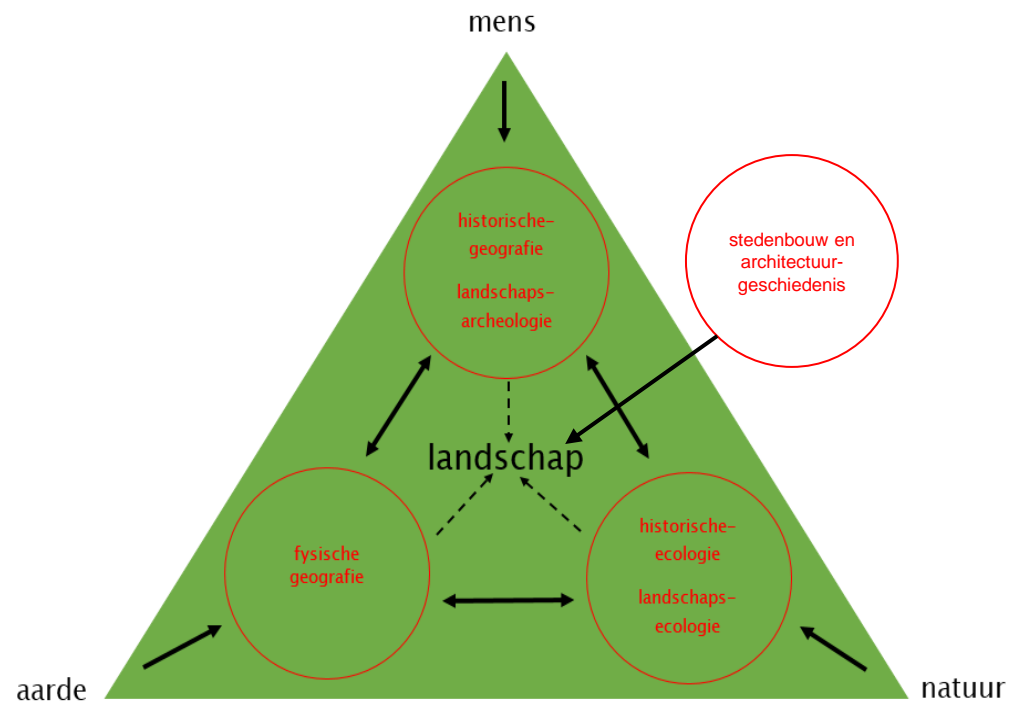 mens
historische-
geografie
landschaps-
archeologie
stedenbouw en
architectuur-
geschiedenis
landschap
fysische
geografie
historische-
ecologie
landschaps-
ecologie
aarde
natuur